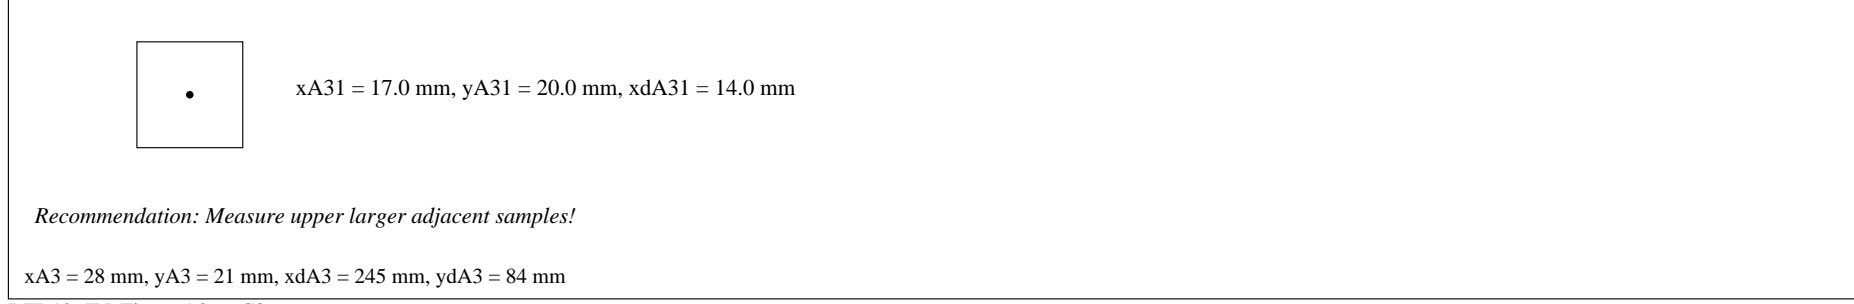 xA31 = 17.0 mm, yA31 = 20.0 mm, xdA31 = 14.0 mm
Recommendation: Measure upper larger adjacent samples!
xA3 = 28 mm, yA3 = 21 mm, xdA3 = 245 mm, ydA3 = 84 mm